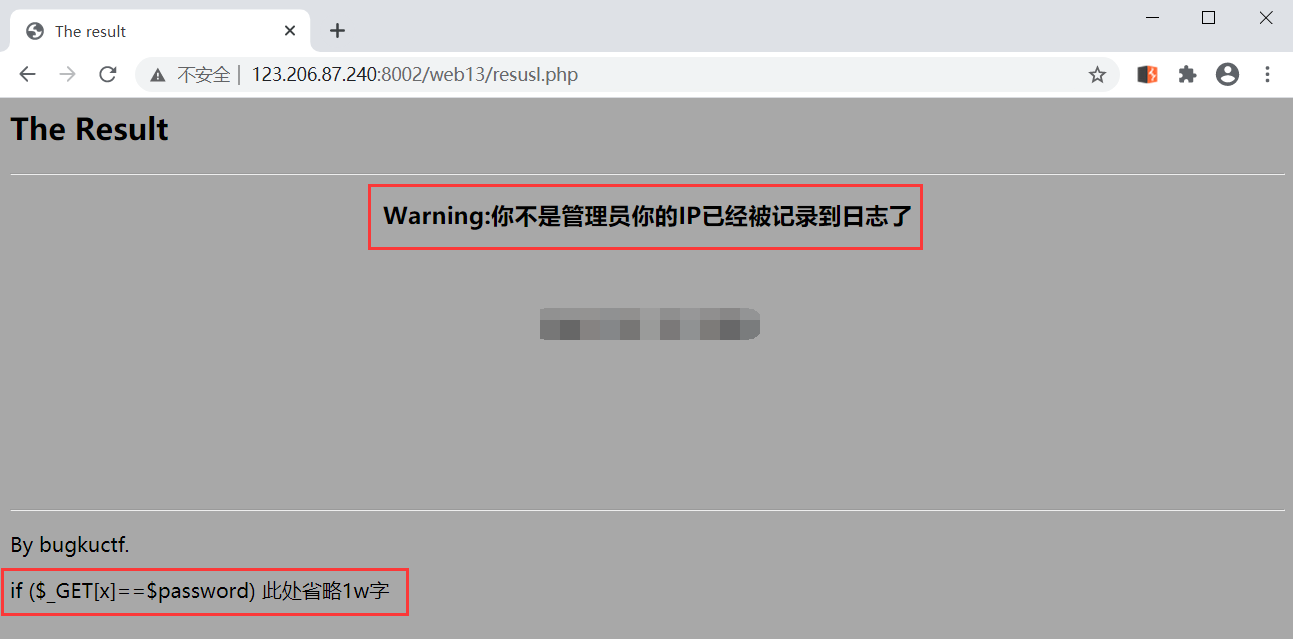 The result
不安全 | 123.206.87.240:8002/web13/resusl.php
The Result
Warning:你不是管理员你的IP已经被记录到日志了
By bugkuctf.
if ($_GET[x]==$password) 此处省略1w字